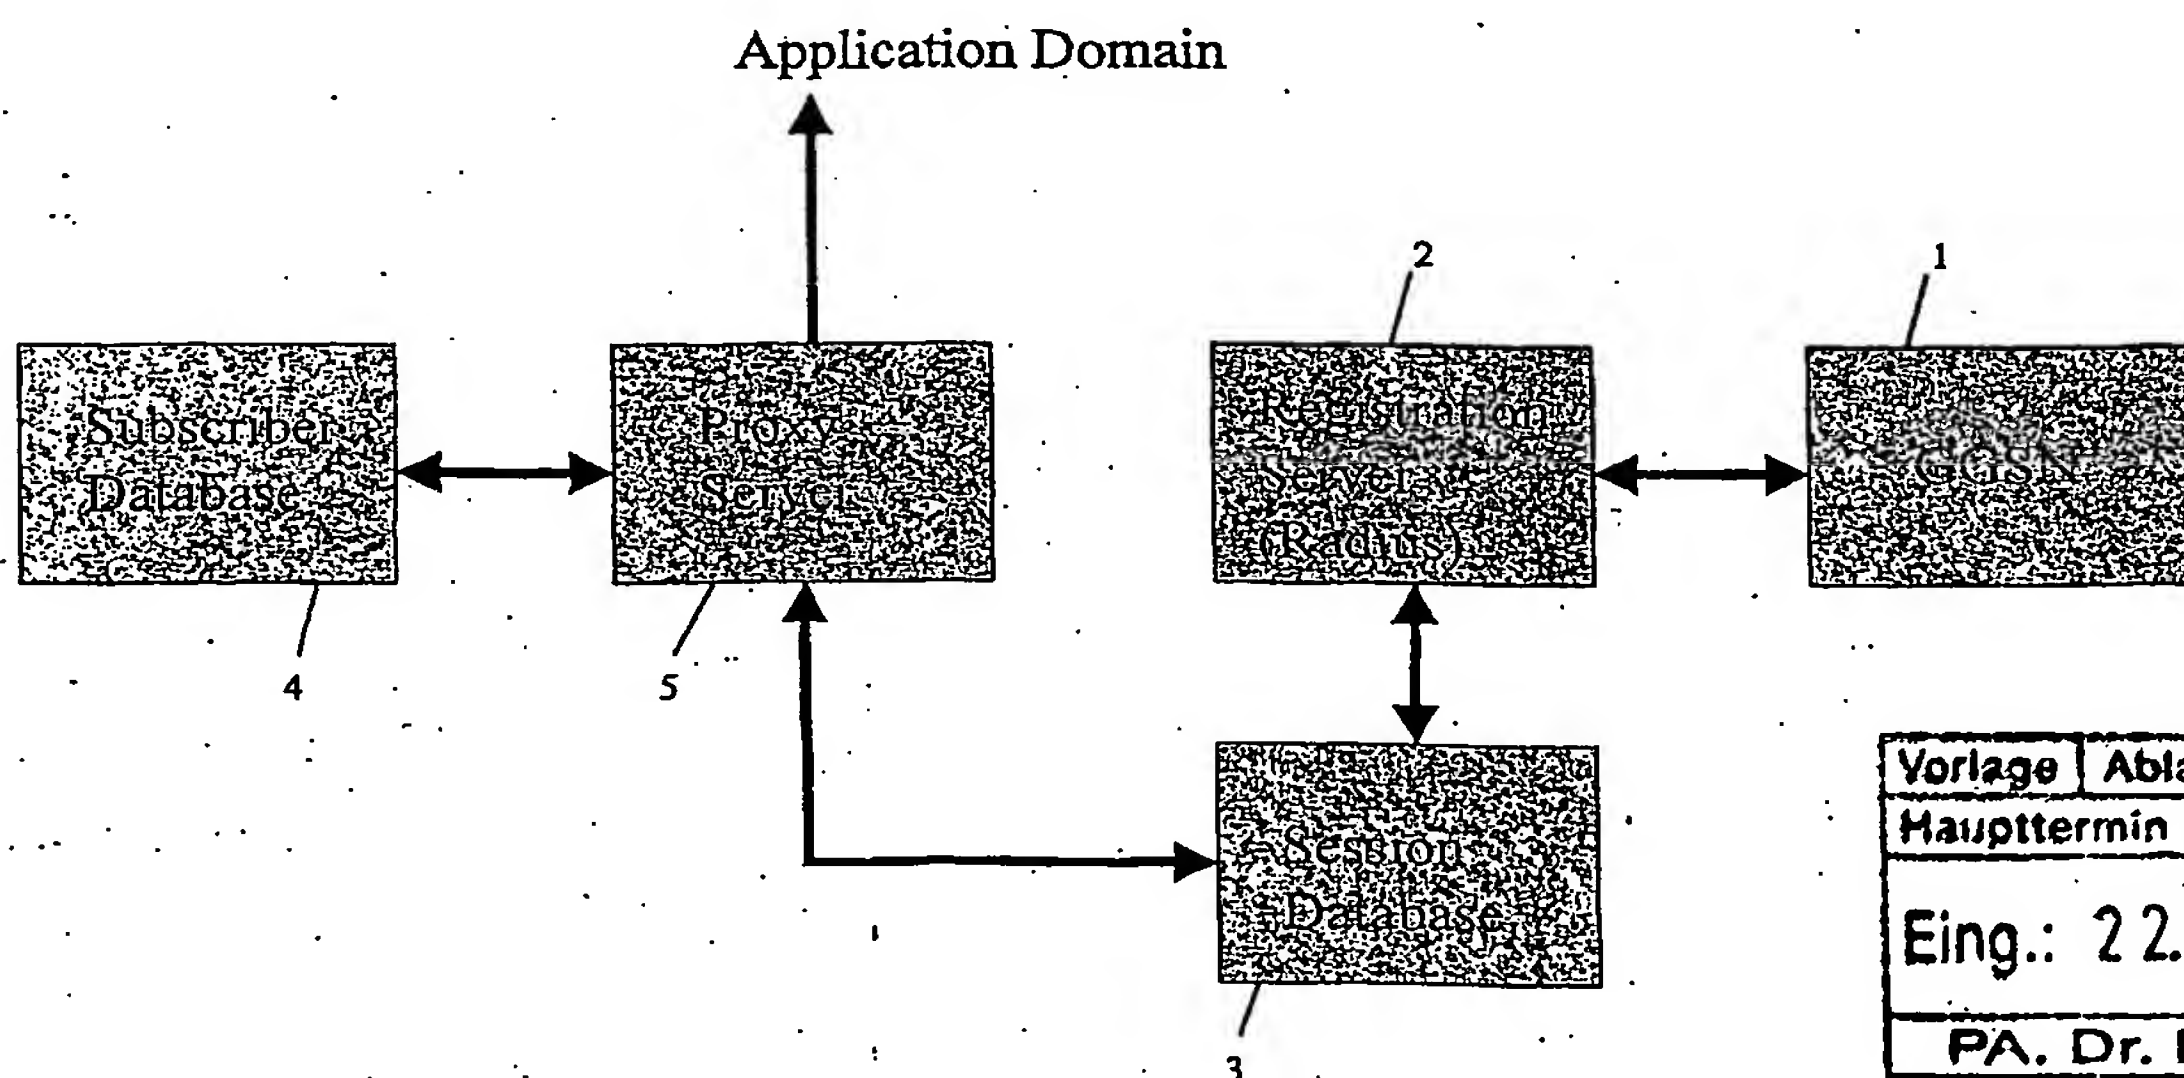 Application Domain
2
1
Subscriber
Database
Proxy
Server
Registration
Server
(Radius)
GGSN
4
5
Session
Database
3
Vorlage
Hauptermin
Eing.: 22.
PA. Dr.